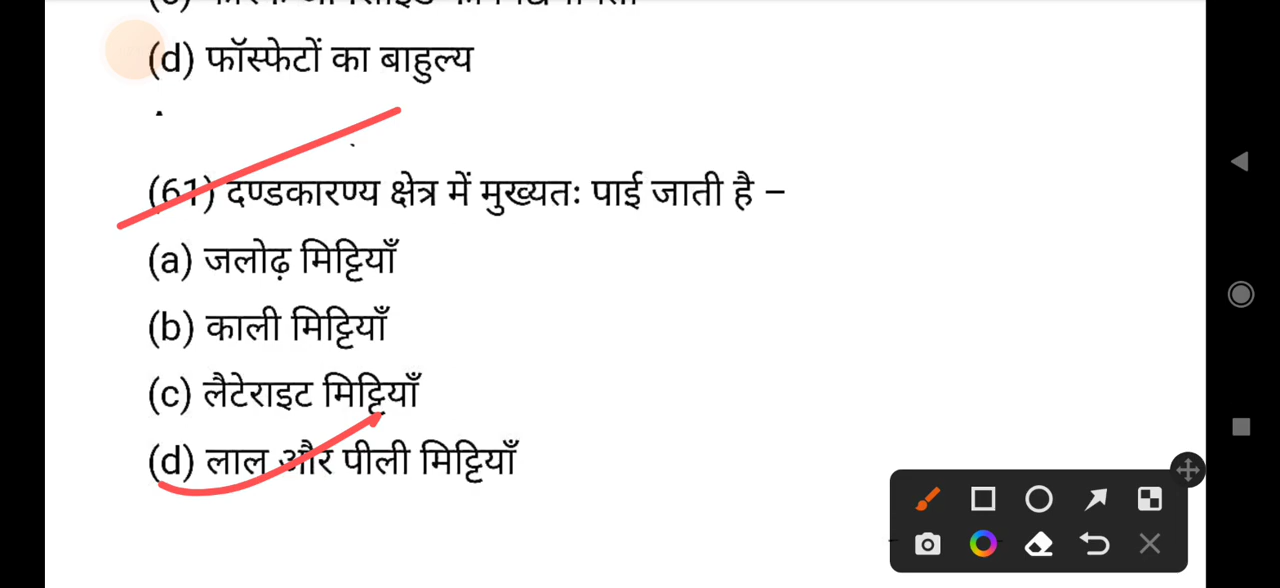 (d) फॉस्फेटों का बाहुल्य
(61) दण्डकारण्य क्षेत्र में मुख्यतः पाई जाती है –
(a) जलोढ़ मिट्टियाँ
(b) काली मिट्टियाँ
(c) लैटेराइट मिट्टियाँ
(d) लाल और पीली मिट्टियाँ